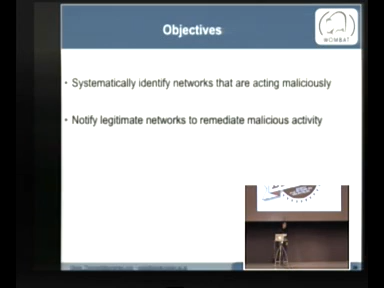 Objectives
WOMBAT
• Systematically identify networks that are acting maliciously
• Notify legitimate networks to remediate malicious activity